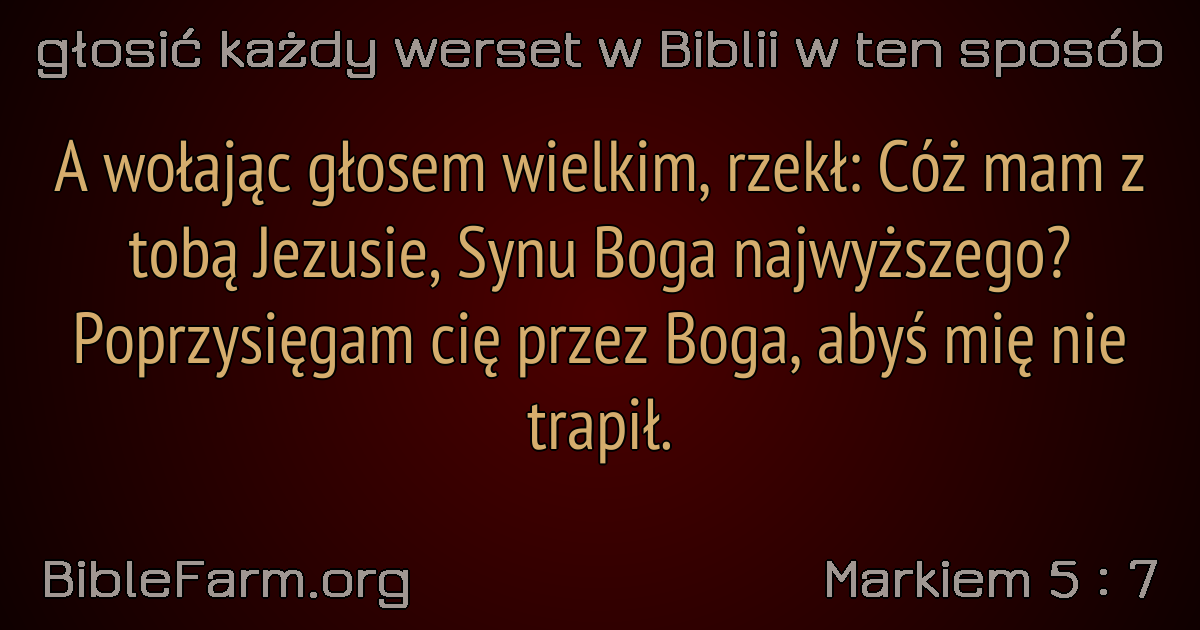 głosić każdy werset w Biblii w ten sposób
A wołając głosem wielkim, rzekł: Cóż mam z
tobą Jezusie, Synu Boga najwyższego?
Poprzysięgam cię przez Boga, abyś mię nie
trapił.
BibleFarm.org
Markiem 5 : 7